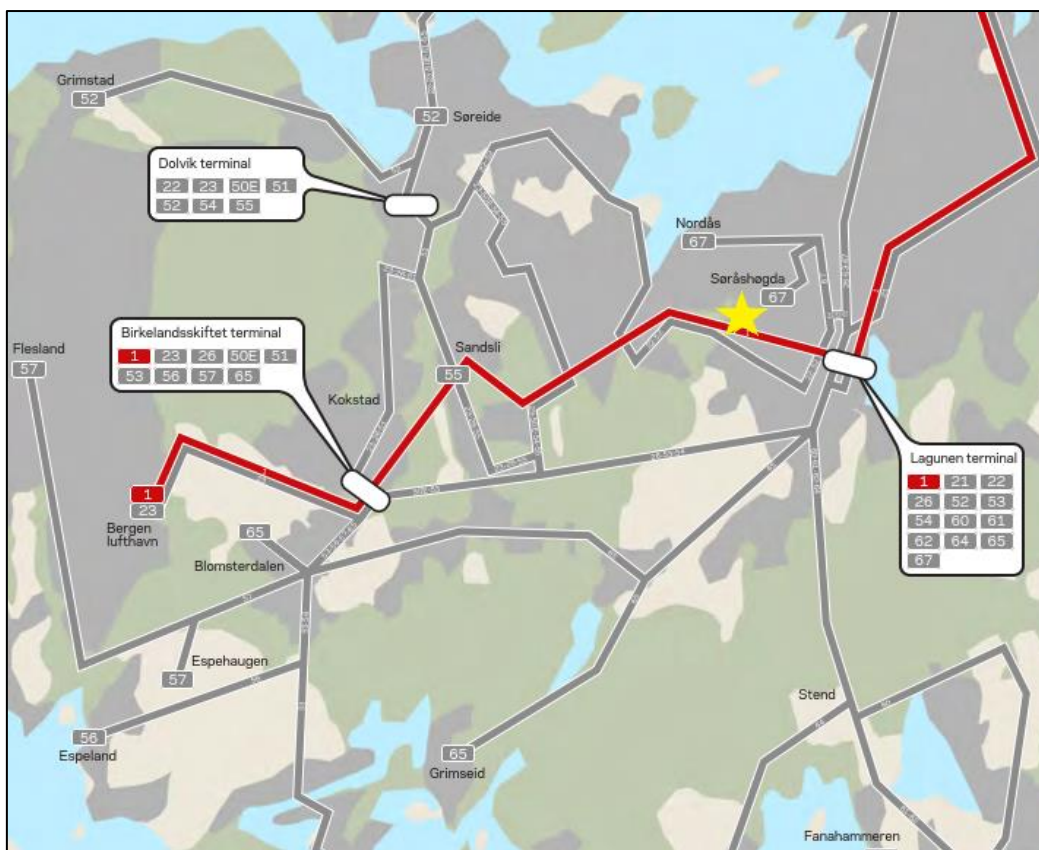 Grimstad
52
52
Søreide
Dolvik terminal
22 23 50E 51
52 54 55
Nordås
67
Søråshøgda
67
Birkelandsskiftet terminal
1 23 26 50E 51
53 56 57 65
Flesland
57
Sandsli
55
Kokstad
Lagunen terminal
1 21 22
26 52 53
54 60 61
62 64 65
67
1
23
Bergen
lufthavn
65
Blomsterdalen
Espehaugen
57
56
Espeland
65
Grimseid
Stend
Fanahammeren